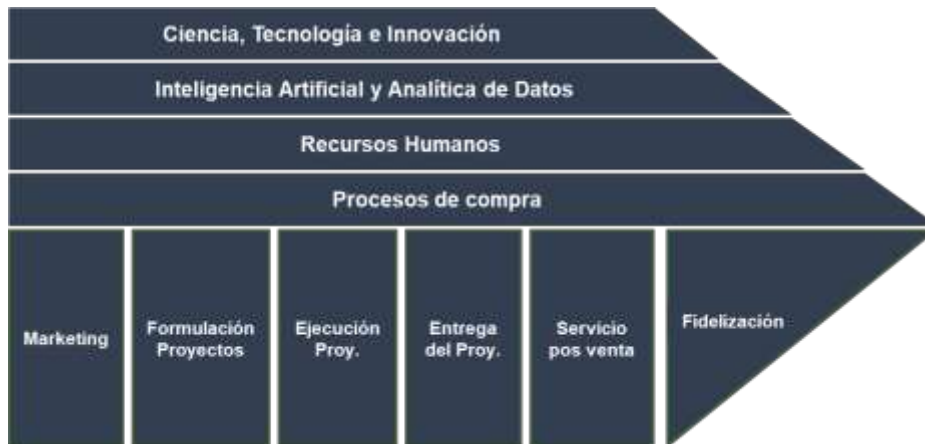 Ciencia, Tecnología e Innovación
Inteligencia Artificial y Analítica de Datos
Recursos Humanos
Procesos de compra
Marketing
Formulación
Proyectos
Ejecución
Proy.
Entrega
del Proy.
Servicio
pos venta
Fidelización